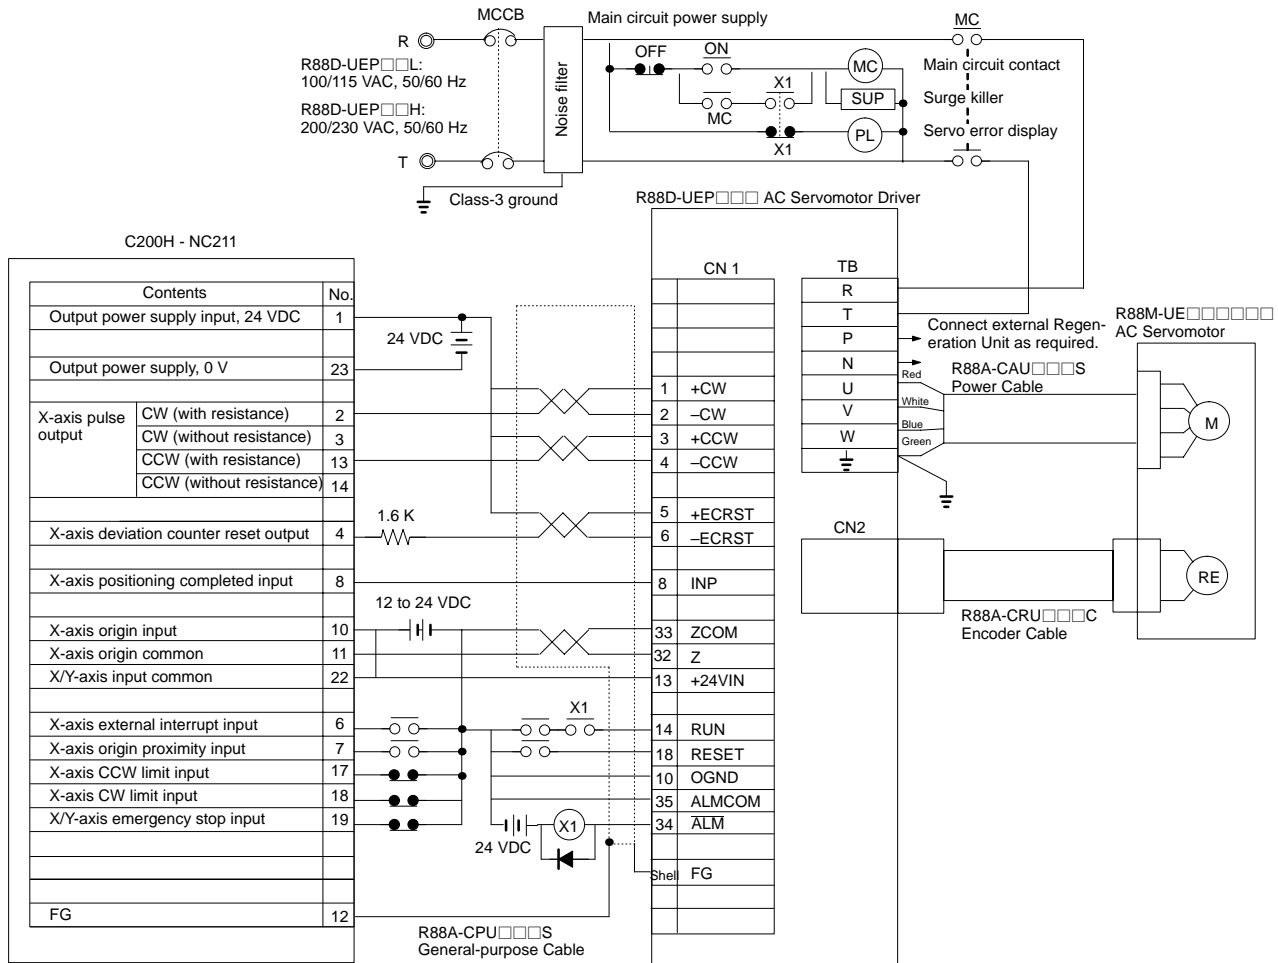 MCCB
Main circuit power supply
MC
R
OFF
ON
MC
Main circuit contact
R88D-UEP□□L:
100/115 VAC, 50/60 Hz
Noise filter
X1
SUP
Surge killer
R88D-UEP□□H:
200/230 VAC, 50/60 Hz
MC
PL
Servo error display
X1
T
Class-3 ground
R88D-UEP□□□ AC Servomotor Driver
C200H - NC211
CN 1
TB
Contents
No.
Output power supply input, 24 VDC
1
Output power supply, 0 V
23
X-axis pulse
output
CW (with resistance)
2
CW (without resistance)
3
CCW (with resistance)
13
CCW (without resistance)
14
X-axis deviation counter reset output
4
X-axis positioning completed input
8
X-axis origin input
10
X-axis origin common
11
X/Y-axis input common
22
X-axis external interrupt input
6
X-axis origin proximity input
7
X-axis CCW limit input
17
X-axis CW limit input
18
X/Y-axis emergency stop input
19
FG
12
24 VDC
1.6 K
12 to 24 VDC
X1
X1
24 VDC
R88A-CPU□□□S
General-purpose Cable
1 +CW
2 –CW
3 +CCW
4 –CCW
5 +ECRST
6 –ECRST
8 INP
33 ZCOM
32 Z
13 +24VIN
14 RUN
18 RESET
10 OGND
35 ALMCOM
34 A̅L̅M̅
Shell FG
R
T
P
N
U
V
W
Red
White
Blue
Green
Connect external Regen-
eration Unit as required.
R88A-CAU□□□S
Power Cable
R88M-UE□□□□□□
AC Servomotor
M
CN2
RE
R88A-CRU□□□C
Encoder Cable